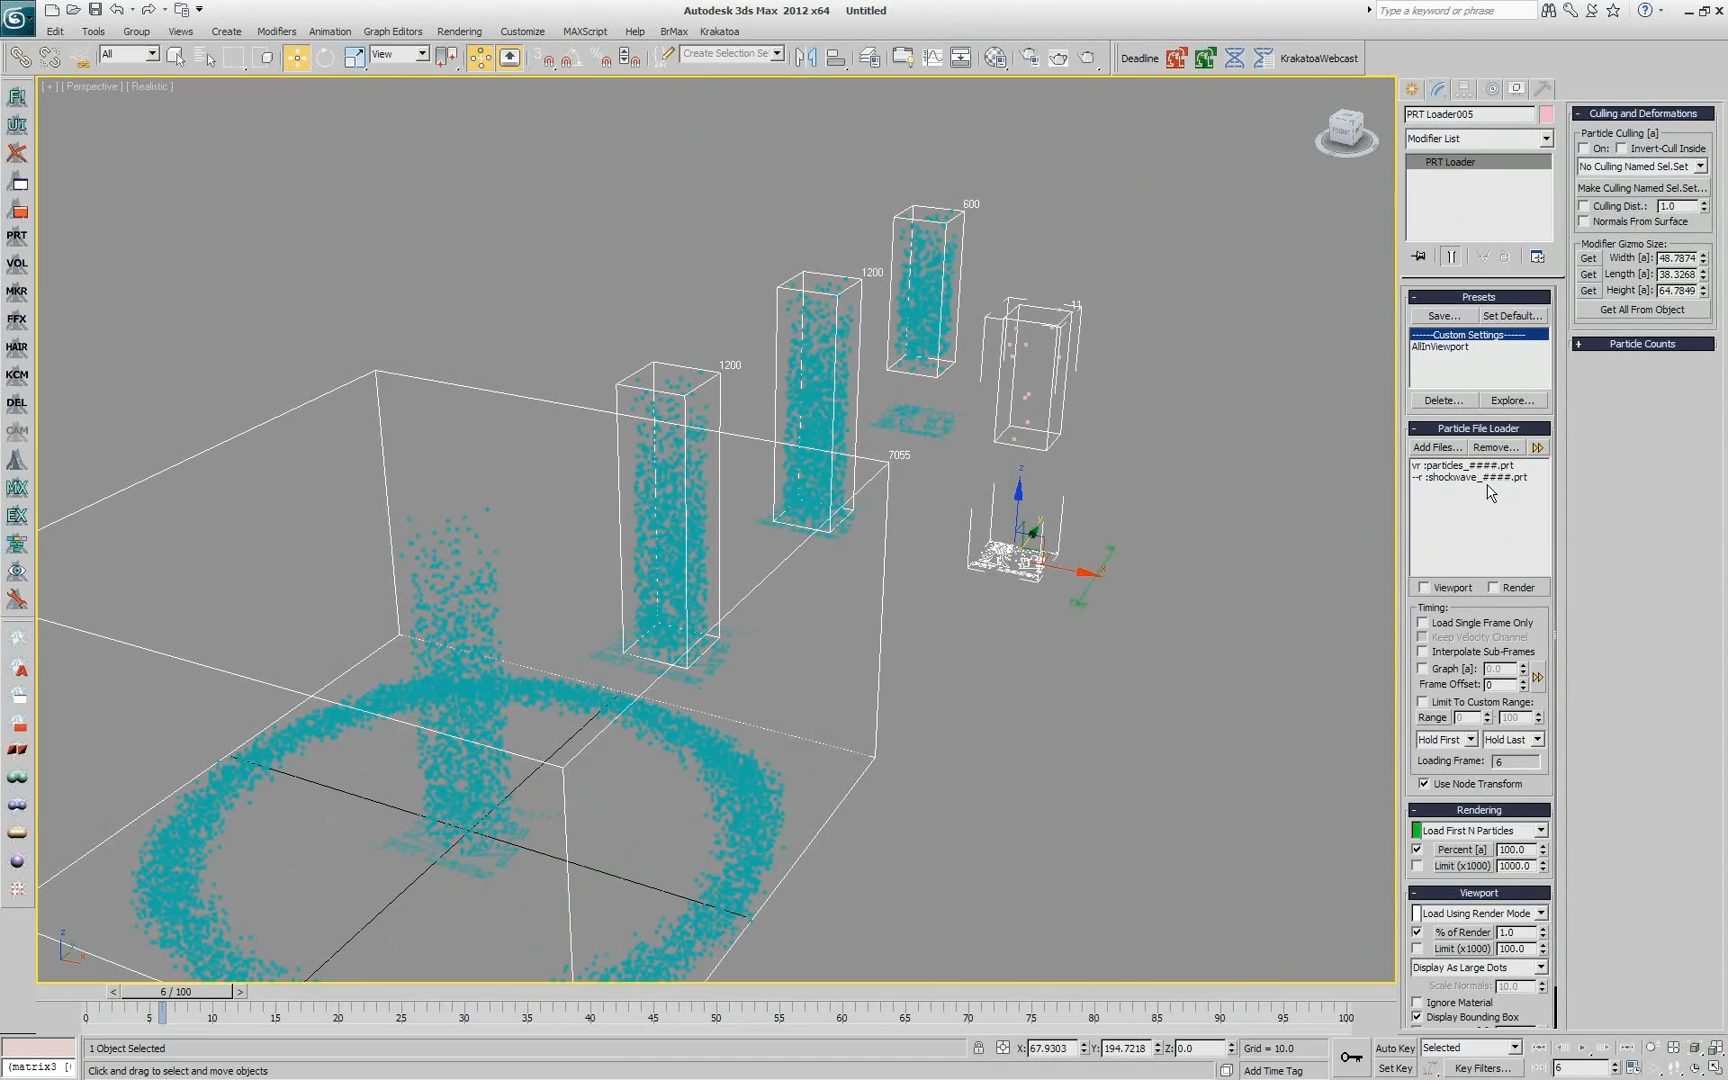 Autodesk 3ds Max 2012 x64 Untitled
Type a keyword or phrase
Edit Tools Group Views Create Modifiers Animation Graph Editors Rendering Customize MAXScript Help BrMax Krakatoa
All View Create Selection Se Deadline KrakatoaWebcast
[ + ] [ Perspective ] [ Realistic ]
PRT
VOL
MKR
FFX
HAIR
KCM
DEL
CAM
MX
EX
FRONT
600
1200
11
1200
7055
z
x
PRT Loader005
Modifier List
PRT Loader
Presets
Save... Set Default...
------Custom Settings------
AllInViewport
Delete... Explore...
Particle File Loader
Add Files... Remove...
vr :particles_####.prt
--r :shockwave_####.prt
Viewport Render
Timing:
Load Single Frame Only
Keep Velocity Channel
Interpolate Sub-Frames
Graph [a]: 0.0
Frame Offset: 0
Limit To Custom Range:
Range 0 - 100
Hold First Hold Last
Loading Frame: 6
Use Node Transform
Rendering
Load First N Particles
Percent [a] 100.0
Limit (x1000) 1000.0
Viewport
Load Using Render Mode
% of Render 1.0
Limit (x1000) 100.0
Display As Large Dots
Scale Normals: 10.0
Ignore Material
Display Bounding Box
Culling and Deformations
Particle Culling [a]
On: Invert-Cull Inside
No Culling Named Sel.Set
Make Culling Named Sel.Set...
Culling Dist.: 1.0
Normals From Surface
Modifier Gizmo Size:
Get Width [a]: 48.7874
Get Length [a]: 38.3268
Get Height [a]: 64.7849
Get All From Object
Particle Counts
< 6 / 100 >
0 5 10 15 20 25 30 35 40 45 50 55 60 65 70 75 80 85 90 95 100
1 Object Selected X: 67.9303 Y: 194.7218 Z: 0.0 Grid = 10.0 Auto Key Selected
(matrix3 [ Click and drag to select and move objects Add Time Tag Set Key Key Filters... 6